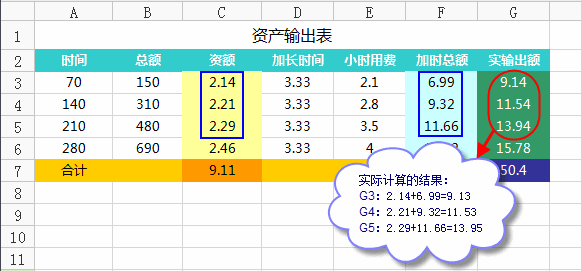 A B C D E F G
1 资产输出表
2 时间 总额 资额 加长时间 小时用费 加时总额 实输出额
3 70 150 2.14 3.33 2.1 6.99 9.14
4 140 310 2.21 3.33 2.8 9.32 11.54
5 210 480 2.29 3.33 3.5 11.66 13.94
6 280 690 2.46 3.33 4 15.78
7 合计 9.11 50.4
8
9
10
11
实际计算的结果：
G3：2.14+6.99=9.13
G4：2.21+9.32=11.53
G5：2.29+11.66=13.95